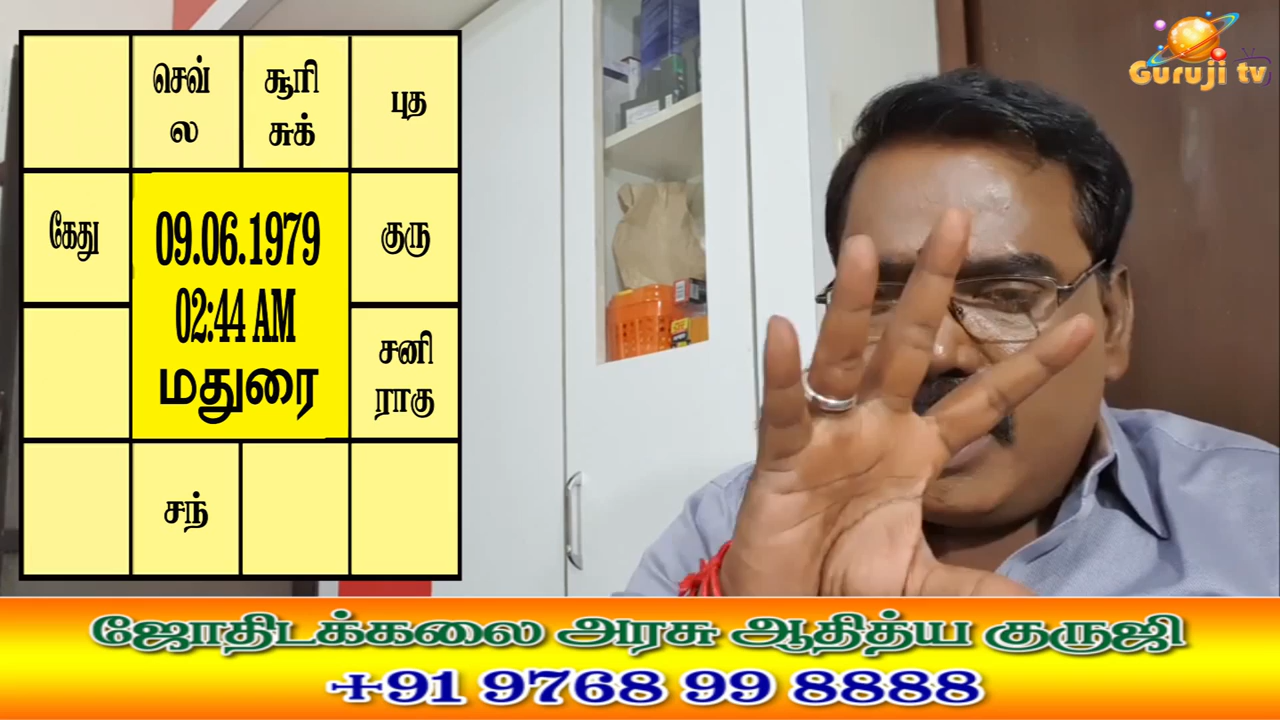 Guruji tv
செவ்
ல
சூரி
சுக்
புத
கேது
09.06.1979
02:44 AM
மதுரை
குரு
சனி
ராகு
சந்
ஜோதிடக்கலை அரசு ஆதித்ய குருஜி
+91 9768 99 8888